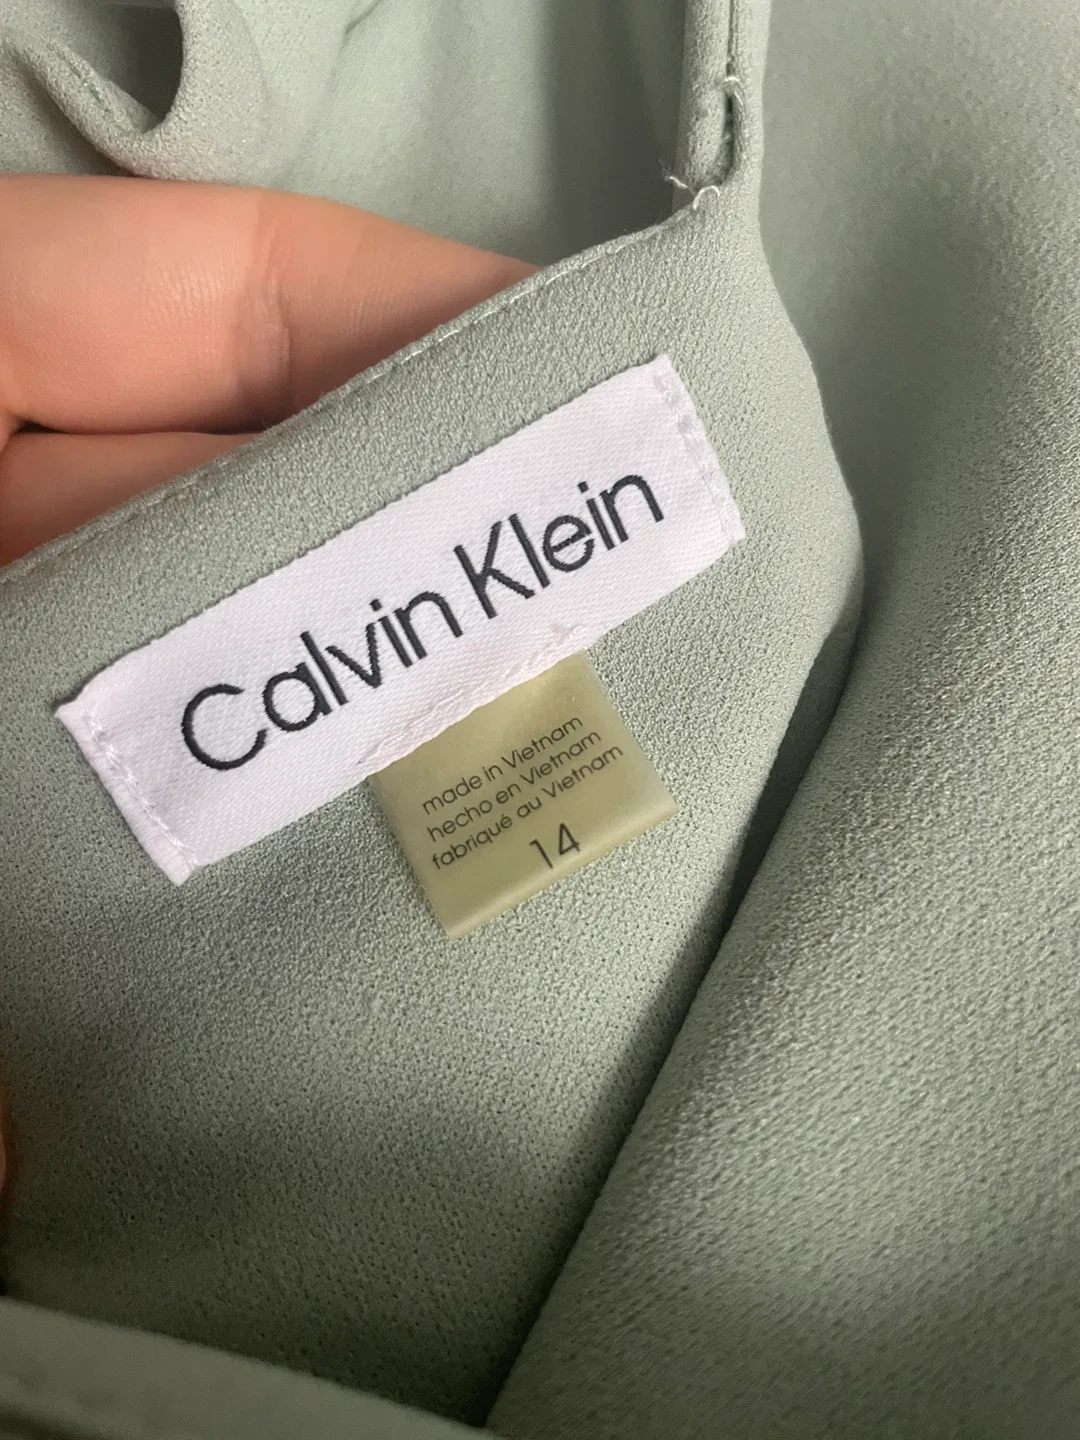 Calvin Klein
made in Vietnam
hecho en Vietnam
fabriqué au Vietnam
14